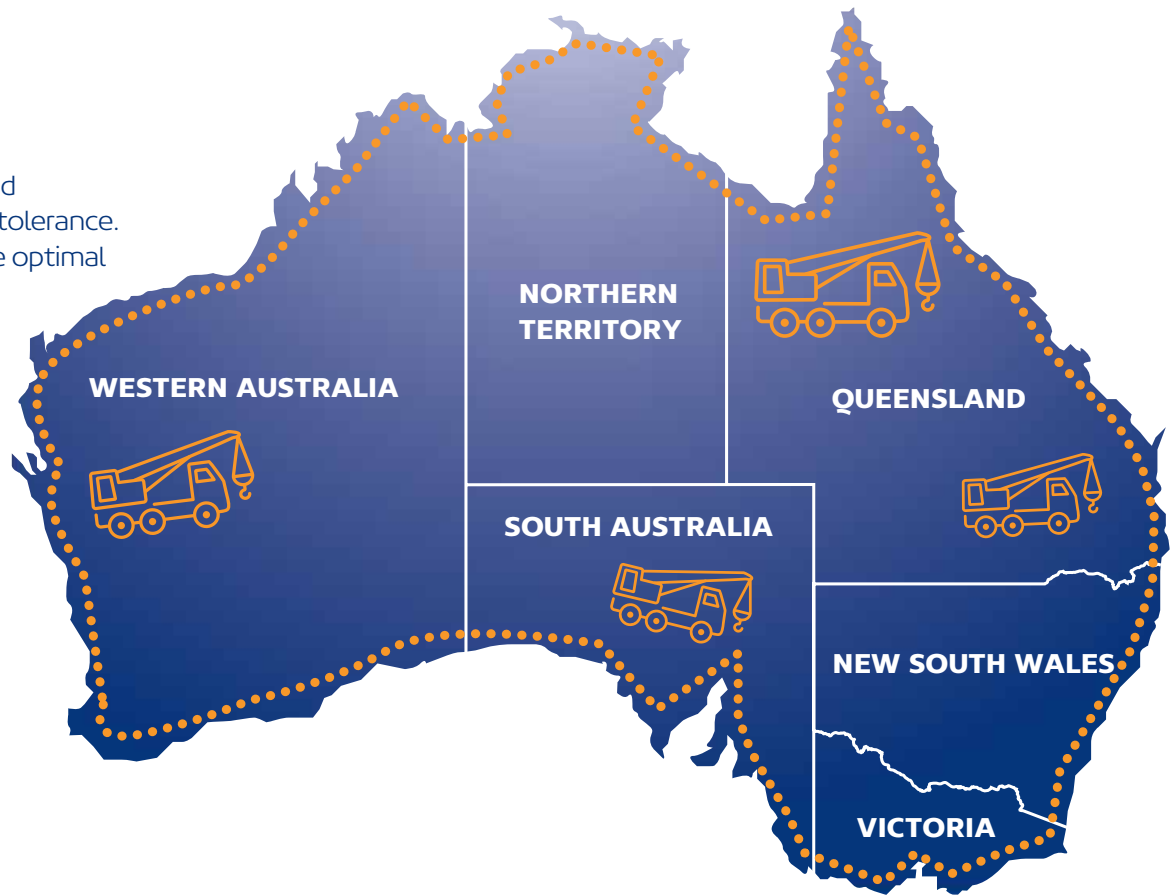 d
tolerance.
e optimal
NORTHERN
TERRITORY
WESTERN AUSTRALIA
QUEENSLAND
SOUTH AUSTRALIA
NEW SOUTH WALES
VICTORIA